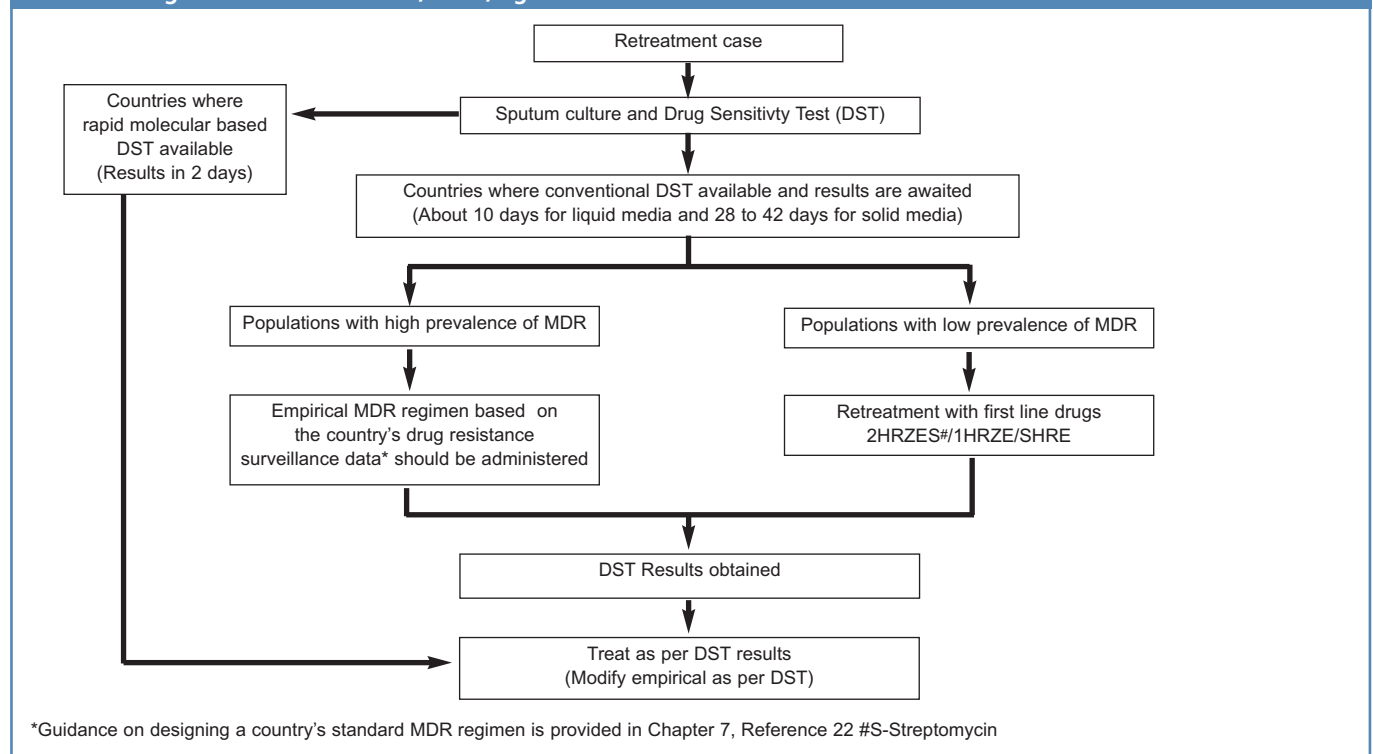 Retreatment case
Sputum culture and Drug Sensitivty Test (DST)
Countries where
rapid molecular based
DST available
(Results in 2 days)
Countries where conventional DST available and results are awaited
(About 10 days for liquid media and 28 to 42 days for solid media)
Populations with high prevalence of MDR
Populations with low prevalence of MDR
Empirical MDR regimen based on
the country's drug resistance
surveillance data* should be administered
Retreatment with first line drugs
2HRZES#/1HRZE/SHRE
DST Results obtained
Treat as per DST results
(Modify empirical as per DST)
*Guidance on designing a country's standard MDR regimen is provided in Chapter 7, Reference 22 #S-Streptomycin